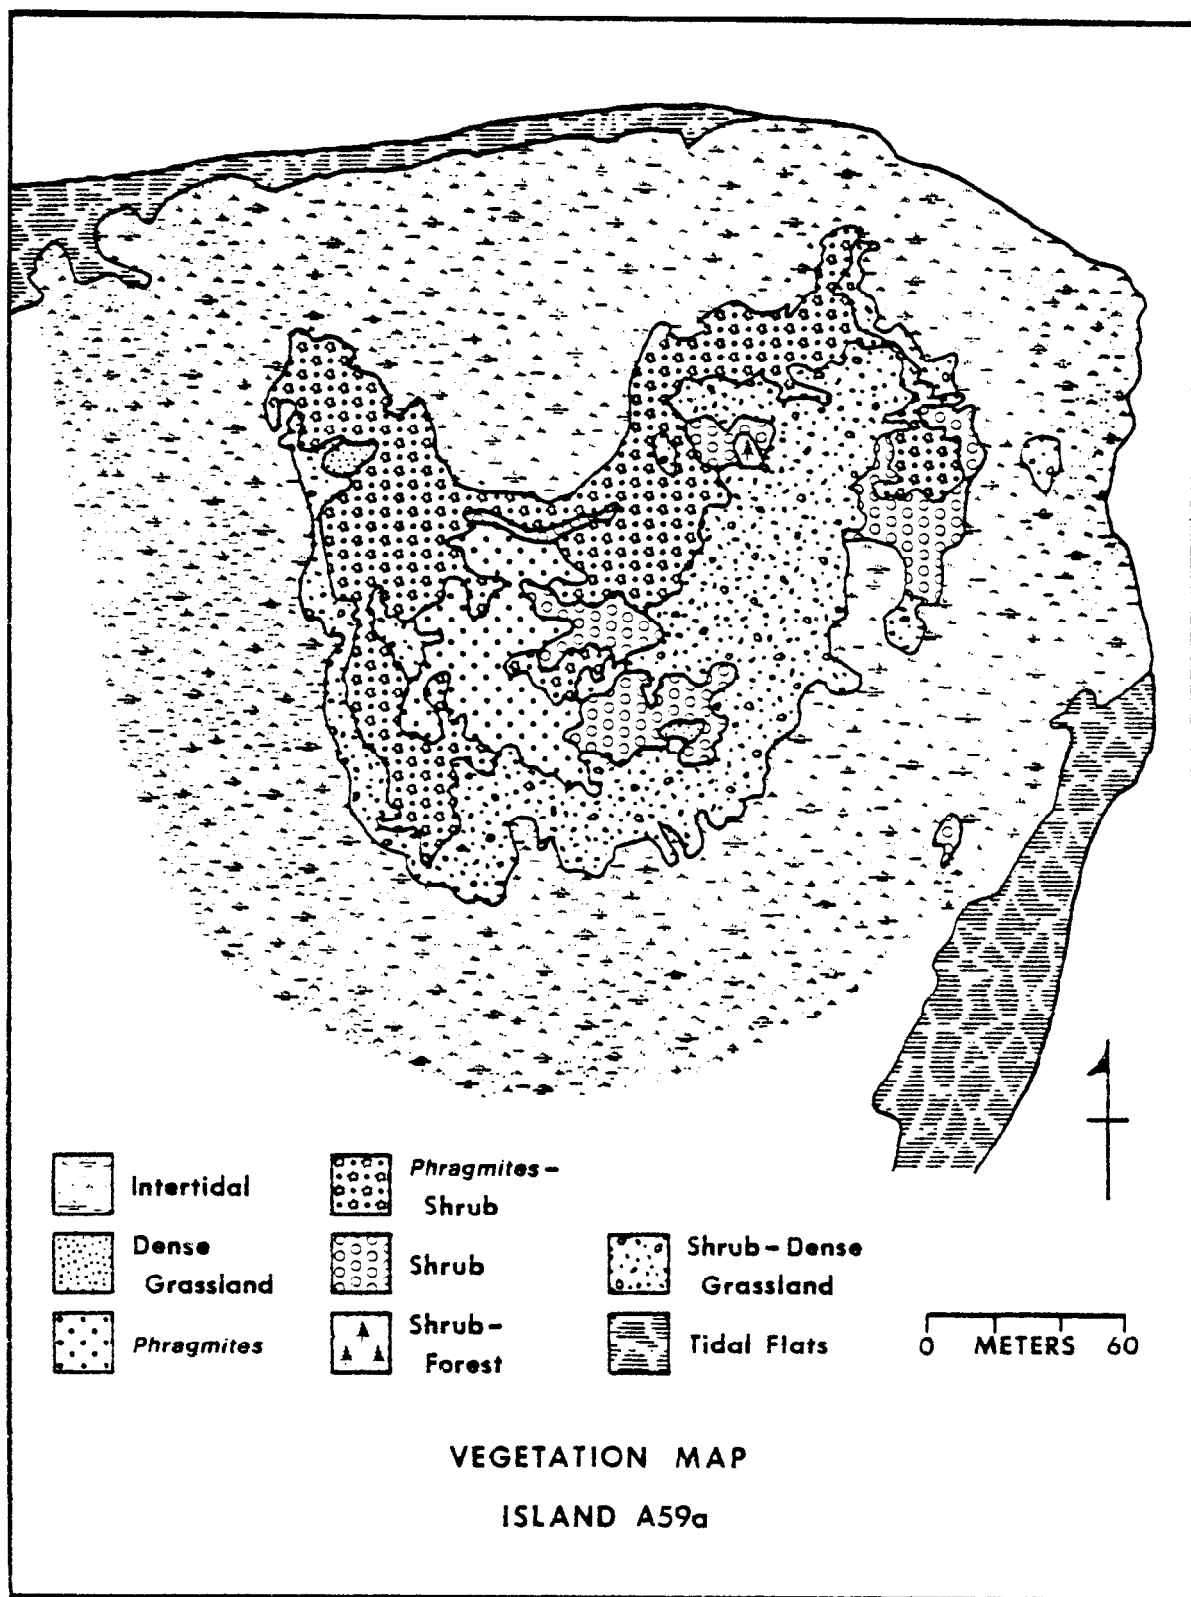 Intertidal
Dense
Grassland
Phragmites
Phragmites-
Shrub
Shrub
Shrub-
Forest
Shrub-Dense
Grassland
Tidal Flats
0 METERS 60
VEGETATION MAP
ISLAND A59a